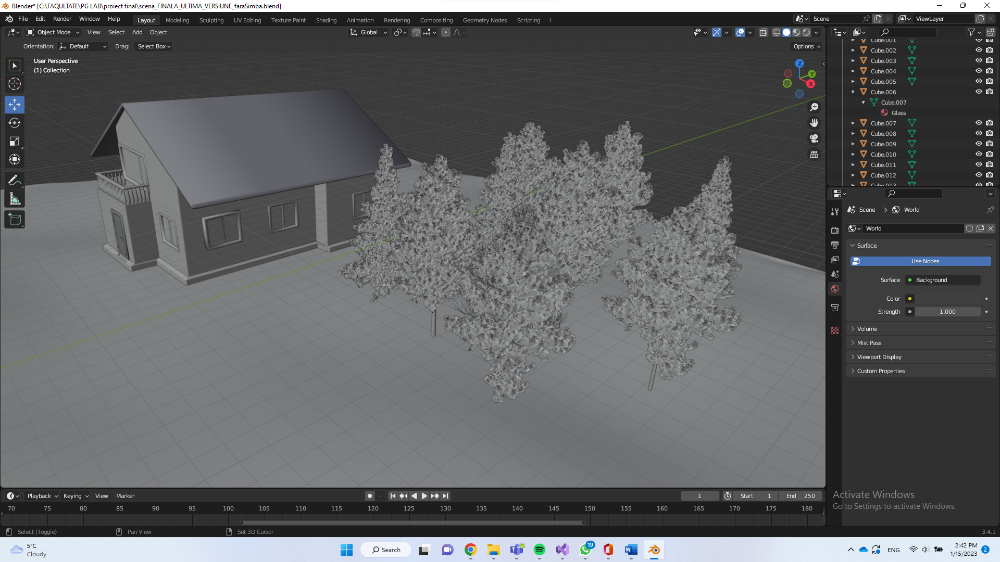 Blender* [C:\FAQULTATE\PG LAB\proiect final\scena_FINALA_ULTIMA_VERSIUNE_faraSimba.blend]
File Edit Render Window Help Layout Modeling Sculpting UV Editing Texture Paint Shading Animation Rendering Compositing Geometry Nodes Scripting + Scene ViewLayer
Object Mode View Select Add Object Global
Orientation: Default Drag: Select Box Options
User Perspective
(1) Collection
Z
Y
X
Cube.001
Cube.002
Cube.003
Cube.004
Cube.005
Cube.006
Cube.007
Glass
Cube.007
Cube.008
Cube.009
Cube.010
Cube.011
Cube.012
Cube.013
Scene > World
World
Surface
Use Nodes
Surface Background
Color
Strength 1.000
Volume
Mist Pass
Viewport Display
Custom Properties
Playback Keying View Marker 1 Start 1 End 250
70 75 80 85 90 95 100 105 110 115 120 125 130 135 140 145 150 155 160 165 170 175 180
Activate Windows
Go to Settings to activate Windows.
Select (Toggle) Pan View Set 3D Cursor 3.4.1
5°C
Cloudy
Search
19
ENG
2:42 PM
1/15/2023
2